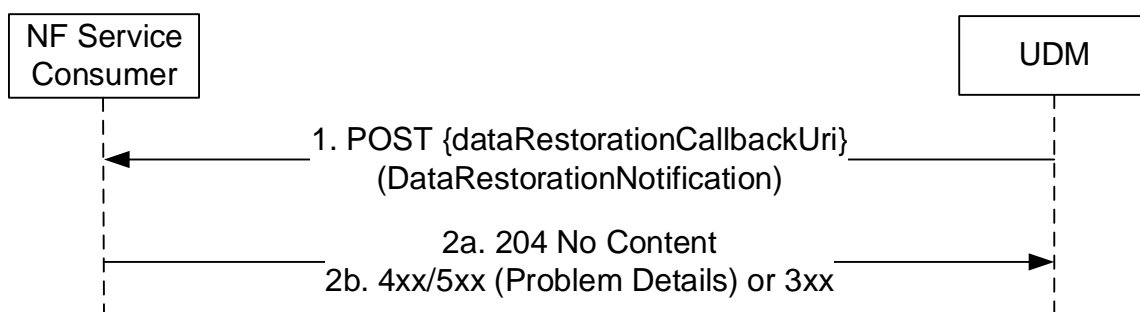 NF Service
Consumer
UDM
1. POST {dataRestorationCallbackUri}
(DataRestorationNotification)
2a. 204 No Content
2b. 4xx/5xx (Problem Details) or 3xx